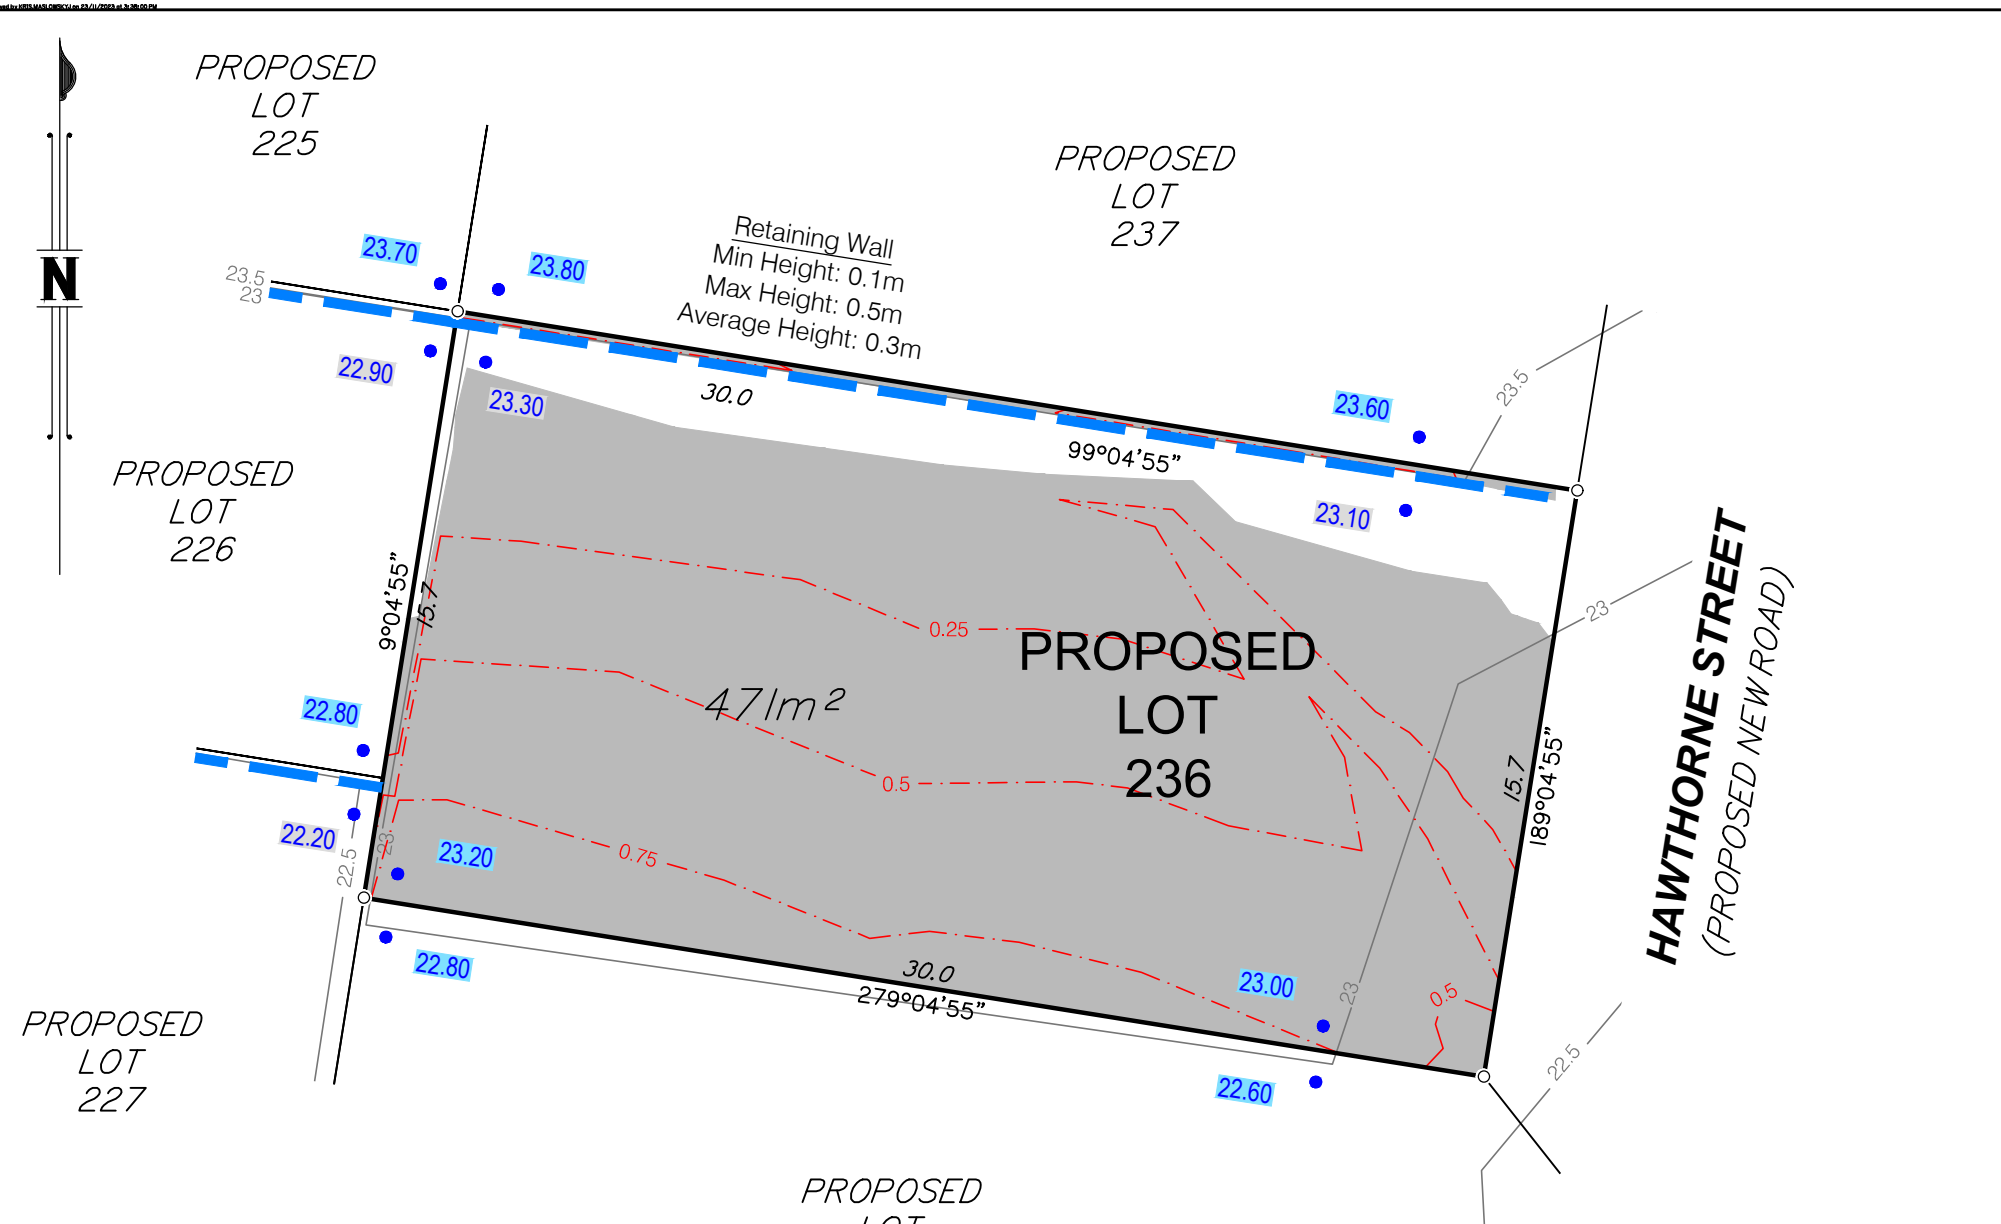 PROPOSED
LOT
225
PROPOSED
LOT
237
N
23.70
23.80
Retaining Wall
Min Height: 0.1m
Max Height: 0.5m
Average Height: 0.3m
23.5
23
22.90
23.30
30.0
99°04'55"
23.60
23.10
23.5
PROPOSED
LOT
226
9°04'55"
15.7
0.25
PROPOSED
LOT
236
471m²
23
HAWTHORNE STREET
(PROPOSED NEW ROAD)
15.7
189°04'55"
22.80
22.20
22.5
23
23.20
0.5
0.75
22.80
30.0
279°04'55"
23.00
23
0.5
22.60
22.5
PROPOSED
LOT
227
PROPOSED
LOT